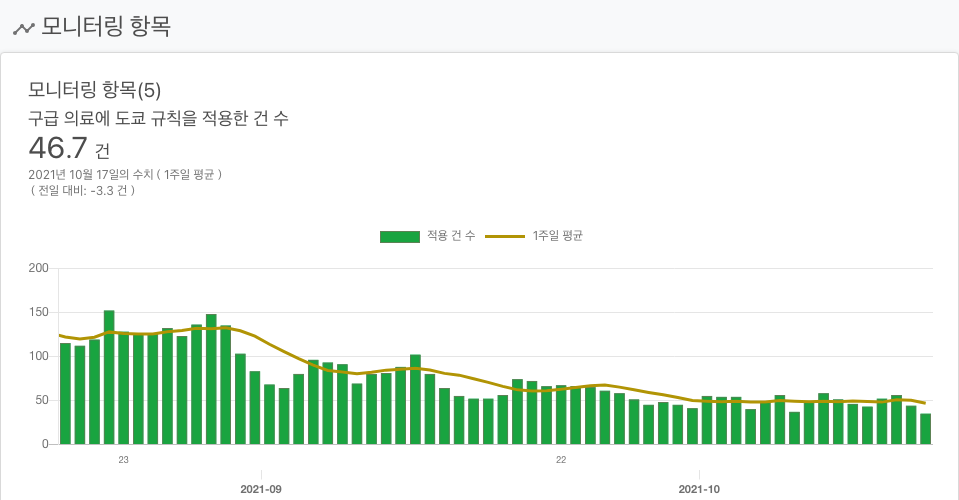 모니터링 항목
모니터링 항목(5)
구급 의료에 도쿄 규칙을 적용한 건 수
46.7 건
2021년 10월 17일의 수치 ( 1주일 평균 )
( 전일 대비: -3.3 건 )
적용 건 수 1주일 평균
200
150
100
50
0
23 22
2021-09 2021-10